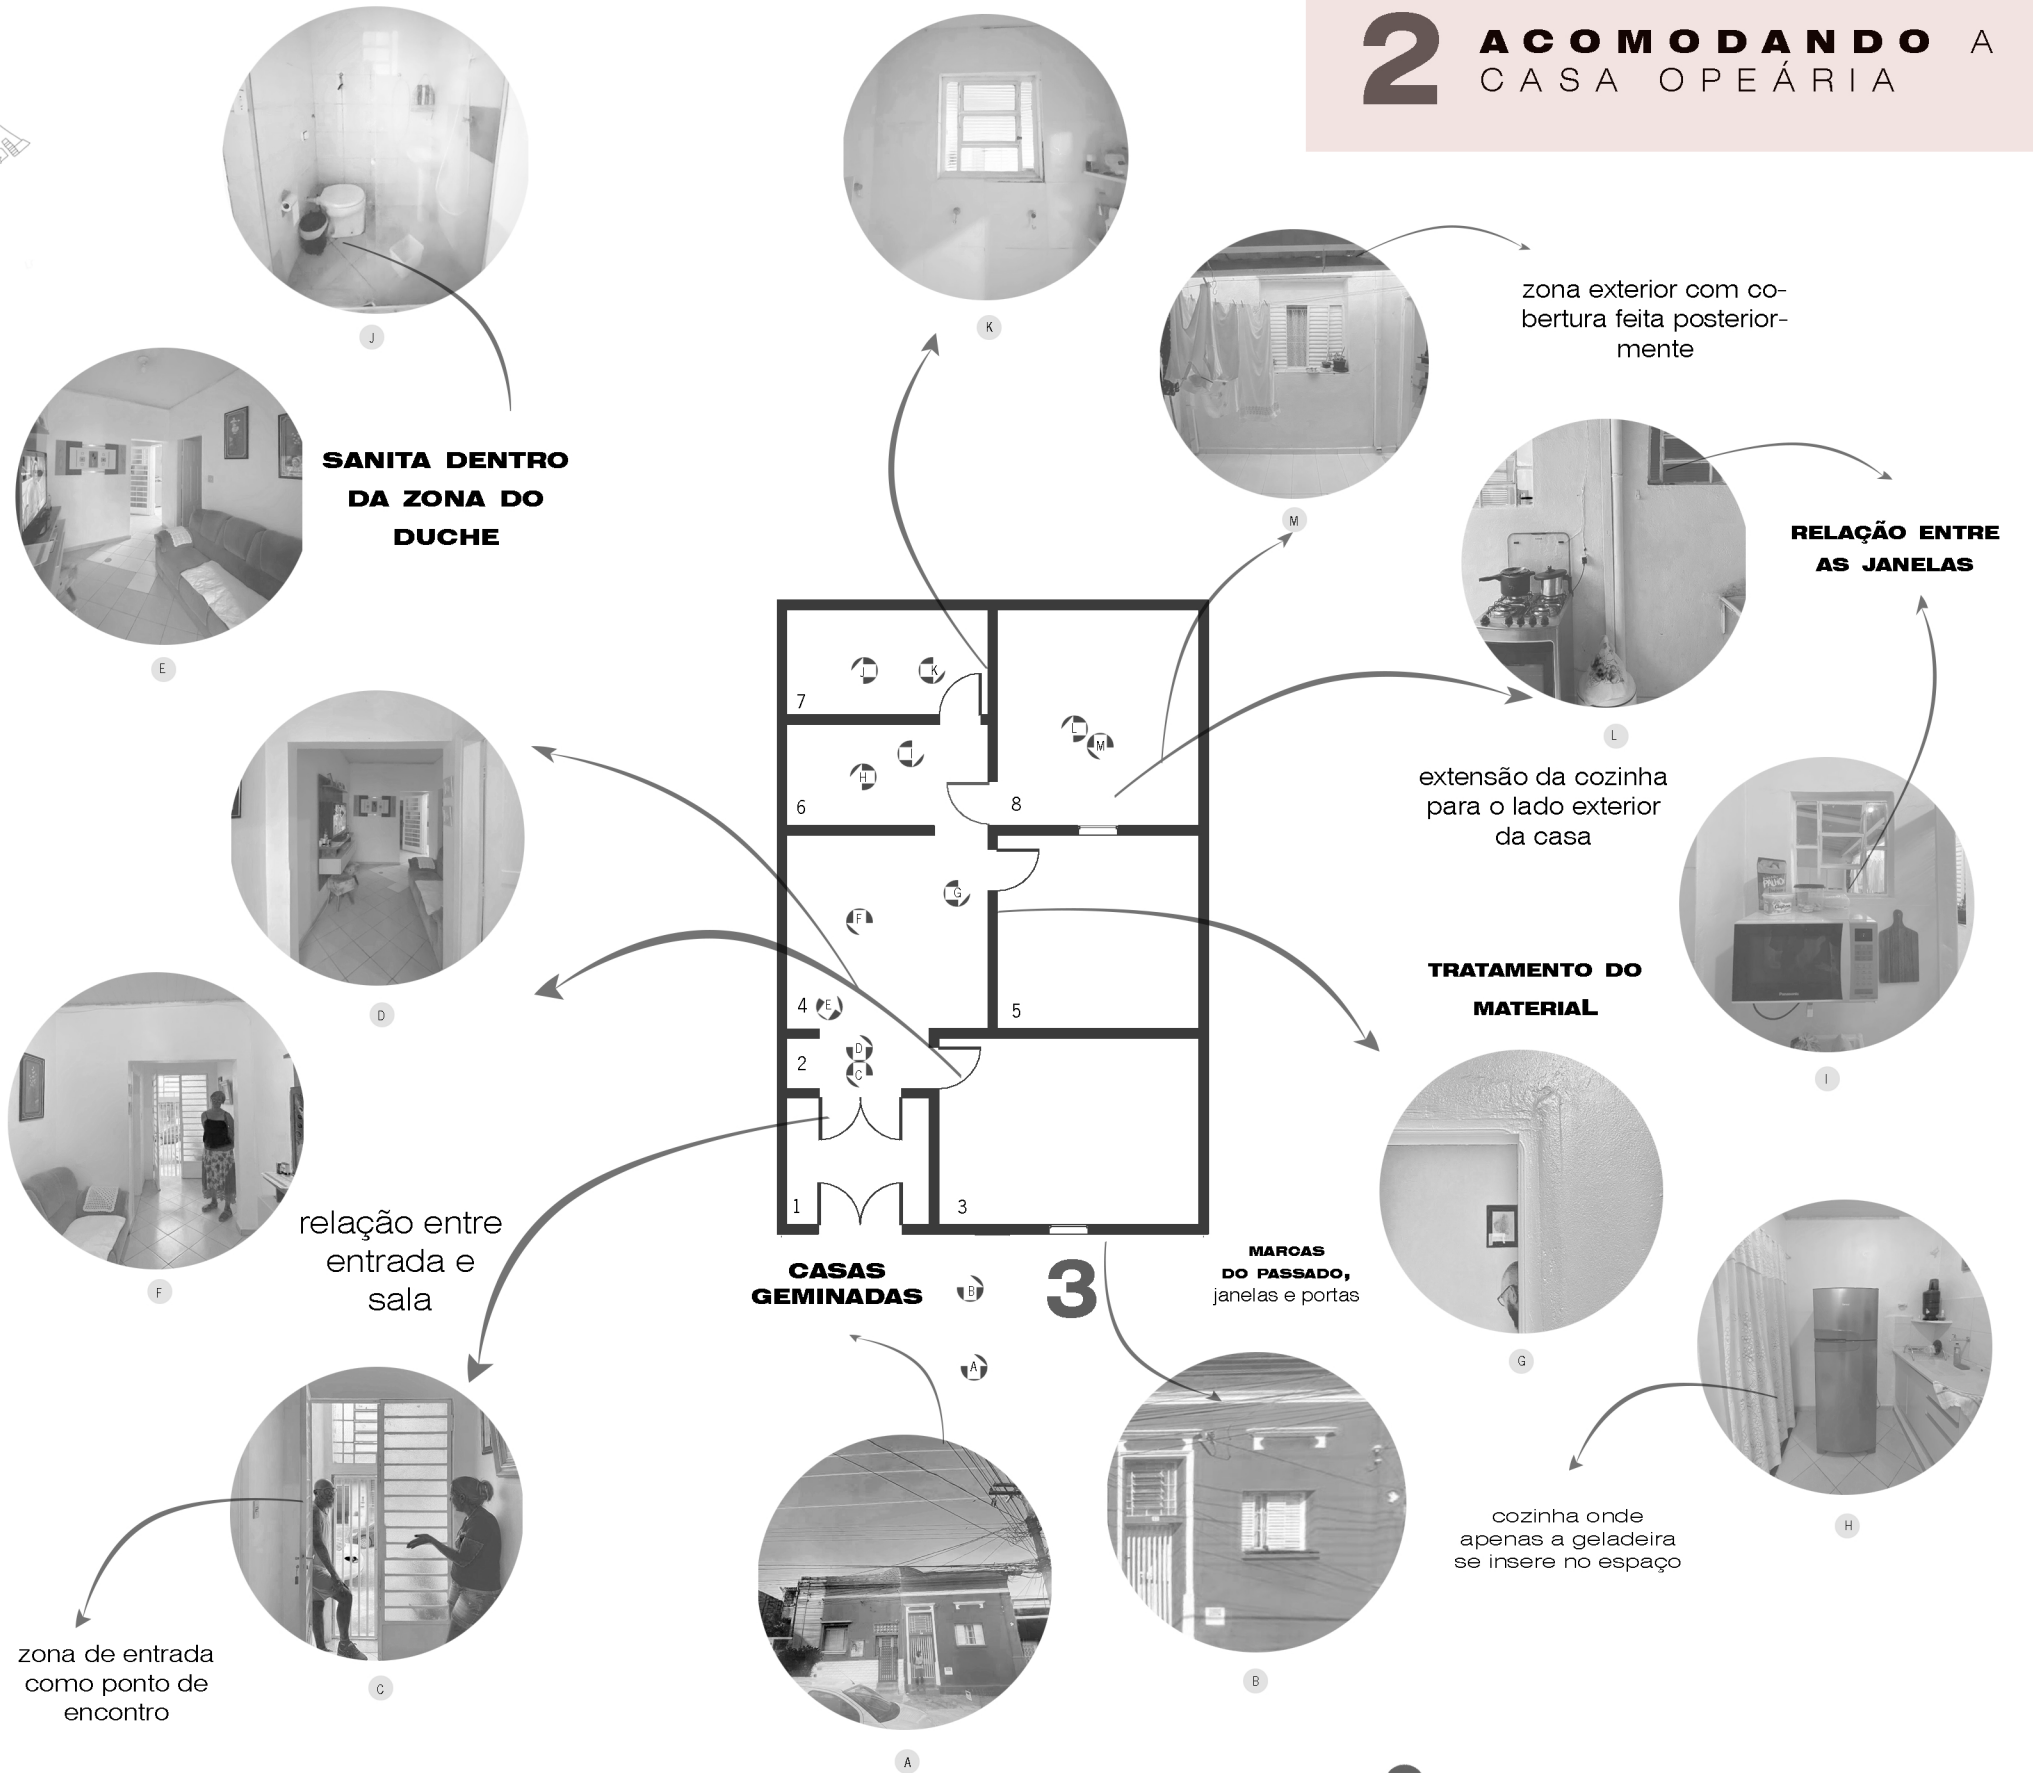 2 ACOMODANDO A
CASA OPEÁRIA
J
K
zona exterior com co-
bertura feita posterior-
mente
M
SANITA DENTRO
DA ZONA DO
DUCHE
E
RELAÇÃO ENTRE
AS JANELAS
L
extensão da cozinha
para o lado exterior
da casa
7
J
K
L
M
I
H
6
8
F
G
4
E
5
2
D
C
1
3
D
TRATAMENTO DO
MATERIAL
I
F
relação entre
entrada e
sala
CASAS
GEMINADAS
B
3
A
MARCAS
DO PASSADO,
janelas e portas
G
PILÃO
Panasonic
H
cozinha onde
apenas a geladeira
se insere no espaço
zona de entrada
como ponto de
encontro
C
A
B